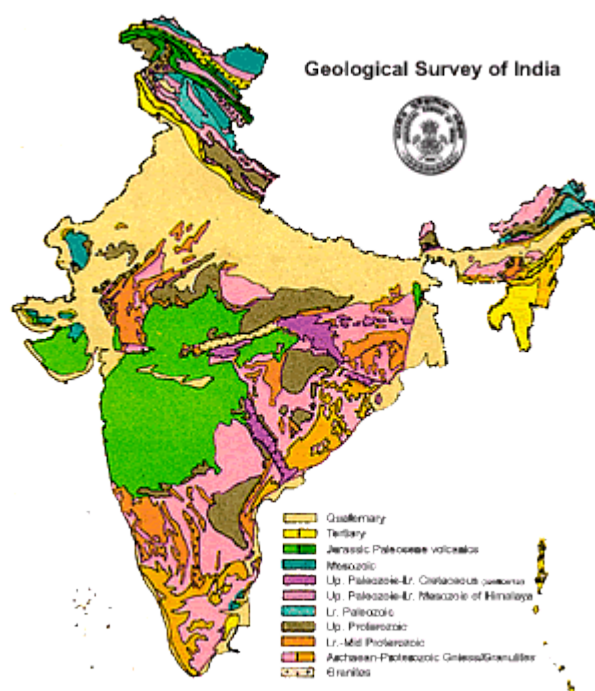 Geological Survey of India
Quaternary
Tertiary
Jurassic Paleocene volcanics
Mesozoic
Up. Paleozoic-Lr. Cretaceous
Up. Paleozoic-Lr. Mesozoic of Himalaya
Lr. Paleozoic
Up. Proterozoic
Lr.-Mid Proterozoic
Archaean-Proterozoic Gneiss/Granulites
Granites